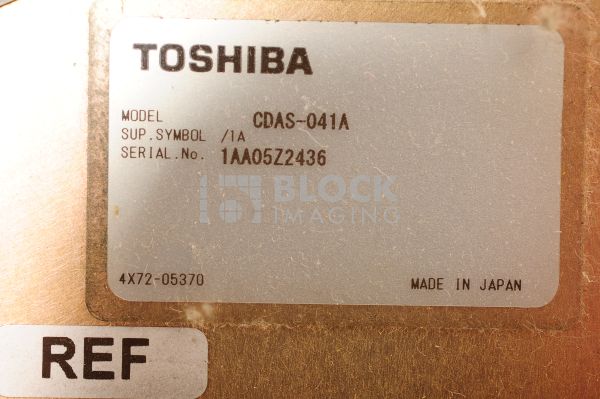 TOSHIBA
MODEL CDAS-041A
SUP.SYMBOL /1A
SERIAL.No. 1AA05Z2436
BLOCK
IMAGING
4X72-05370 MADE IN JAPAN
REF